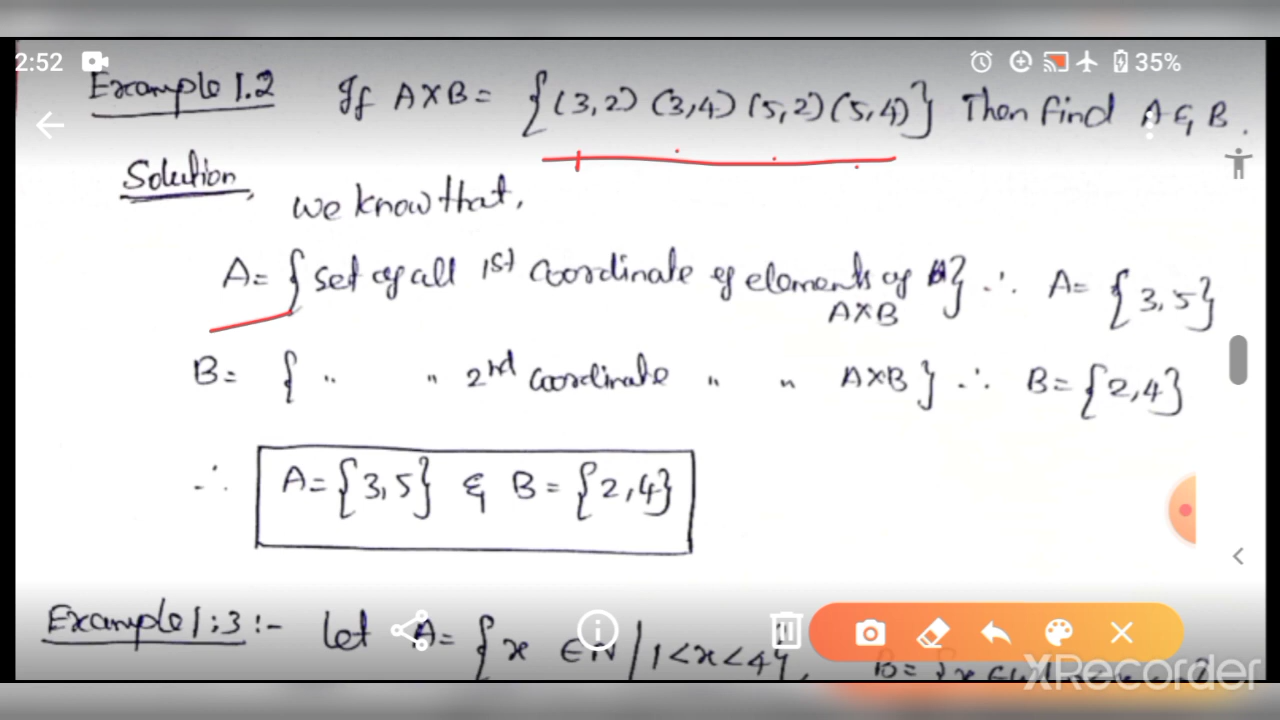 2:52 35%
Example 1.2 If A×B = {(3,2) (3,4) (5,2) (5,4)} Then find A & B.
Solution,
we know that,
A = { set of all 1st coordinate of elements of A×B } ∴ A = {3,5}
B = { " " 2nd coordinate " " A×B } ∴ B = {2,4}
∴ A = {3,5} & B = {2,4}
Example 1:3 :- Let A = { x ∈ N / 1 < x < 4 }, B = { x ∈
XRecorder